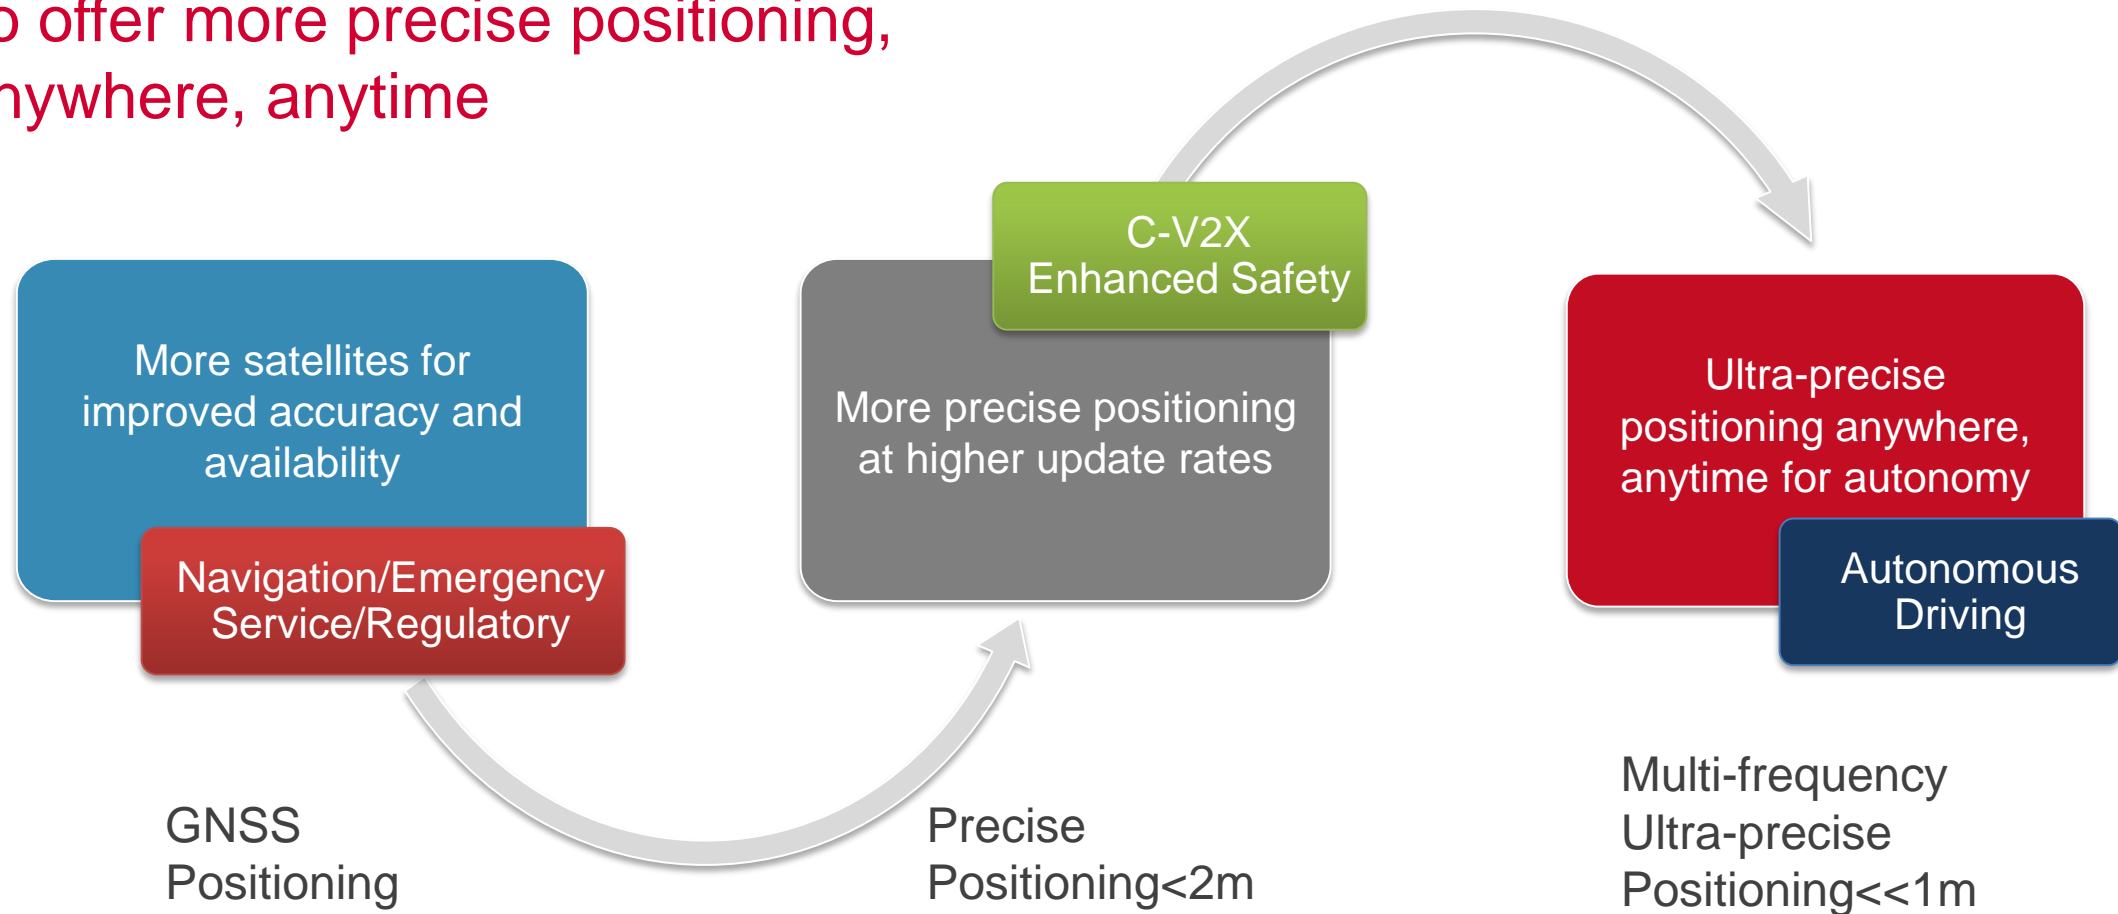 offer more precise positioning,
anytime
C-V2X
Enhanced Safety
More satellites for
improved accuracy and
availability
Navigation/Emergency
Service/Regulatory
More precise positioning
at higher update rates
Ultra-precise
positioning anywhere,
anytime for autonomy
Autonomous
Driving
GNSS
Positioning
Precise
Positioning<2m
Multi-frequency
Ultra-precise
Positioning<<1m